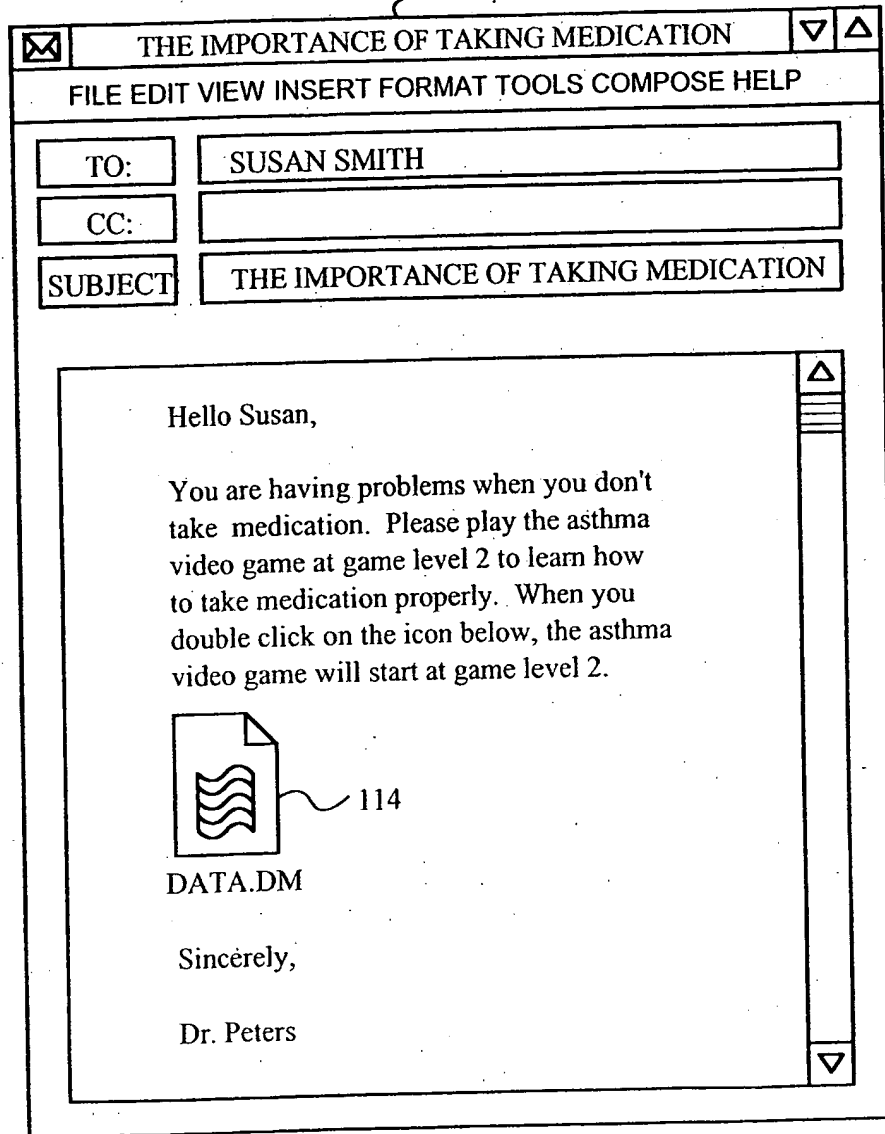 THE IMPORTANCE OF TAKING MEDICATION
FILE EDIT VIEW INSERT FORMAT TOOLS COMPOSE HELP
TO: SUSAN SMITH
CC:
SUBJECT THE IMPORTANCE OF TAKING MEDICATION
Hello Susan,
You are having problems when you don't
take medication. Please play the asthma
video game at game level 2 to learn how
to take medication properly. When you
double click on the icon below, the asthma
video game will start at game level 2.
114
DATA.DM
Sincerely,
Dr. Peters